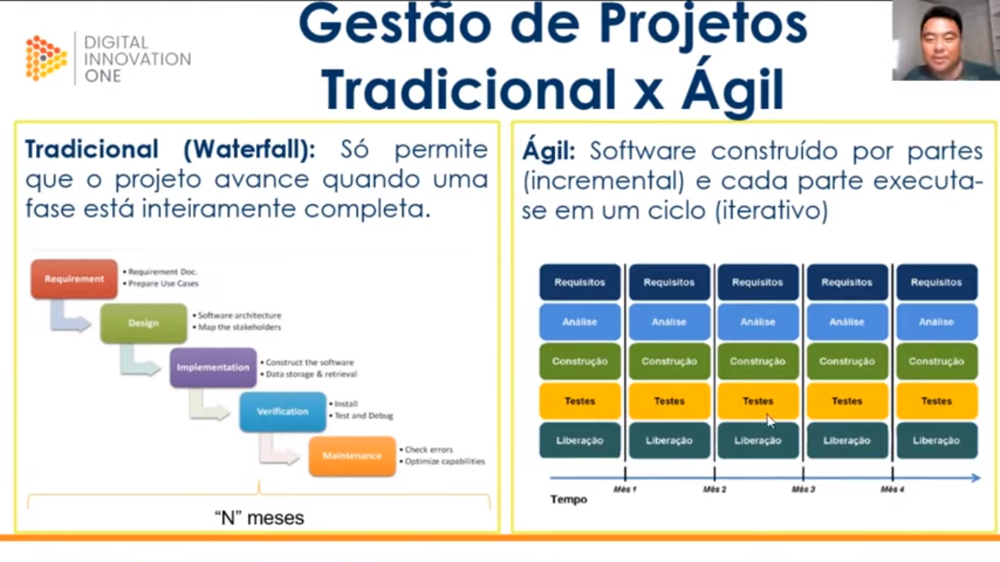 Gestão de Projetos
Tradicional x Ágil
DIGITAL
INNOVATION
ONE
Tradicional (Waterfall): Só permite
que o projeto avance quando uma
fase está inteiramente completa.
Requirement
• Requirement Doc.
• Prepare Use Cases
Design
• Software architecture
• Map the stakeholders
Implementation
• Construct the software
• Data storage & retrieval
Verification
• Install
• Test and Debug
Maintenance
• Check errors
• Optimize capabilities
“N” meses
Ágil: Software construído por partes
(incremental) e cada parte executa-
se em um ciclo (iterativo)
Requisitos Requisitos Requisitos Requisitos Requisitos
Análise Análise Análise Análise Análise
Construção Construção Construção Construção Construção
Testes Testes Testes Testes Testes
Liberação Liberação Liberação Liberação Liberação
Mês 1 Mês 2 Mês 3 Mês 4
Tempo